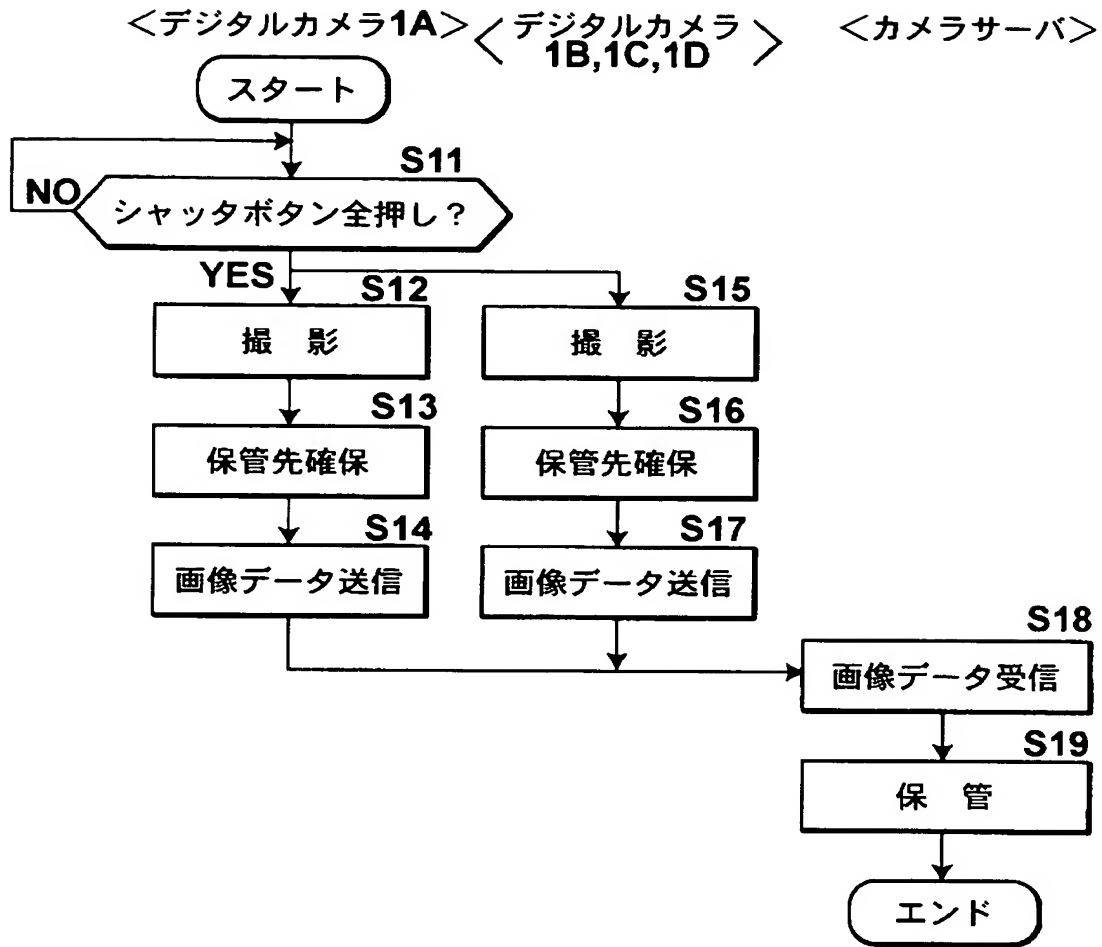 ＜デジタルカメラ1A＞
＜デジタルカメラ
1B,1C,1D＞
＜カメラサーバ＞
スタート
S11
NO
シャッタボタン全押し？
YES
S12
撮 影
S15
撮 影
S13
保管先確保
S16
保管先確保
S14
画像データ送信
S17
画像データ送信
S18
画像データ受信
S19
保 管
エンド